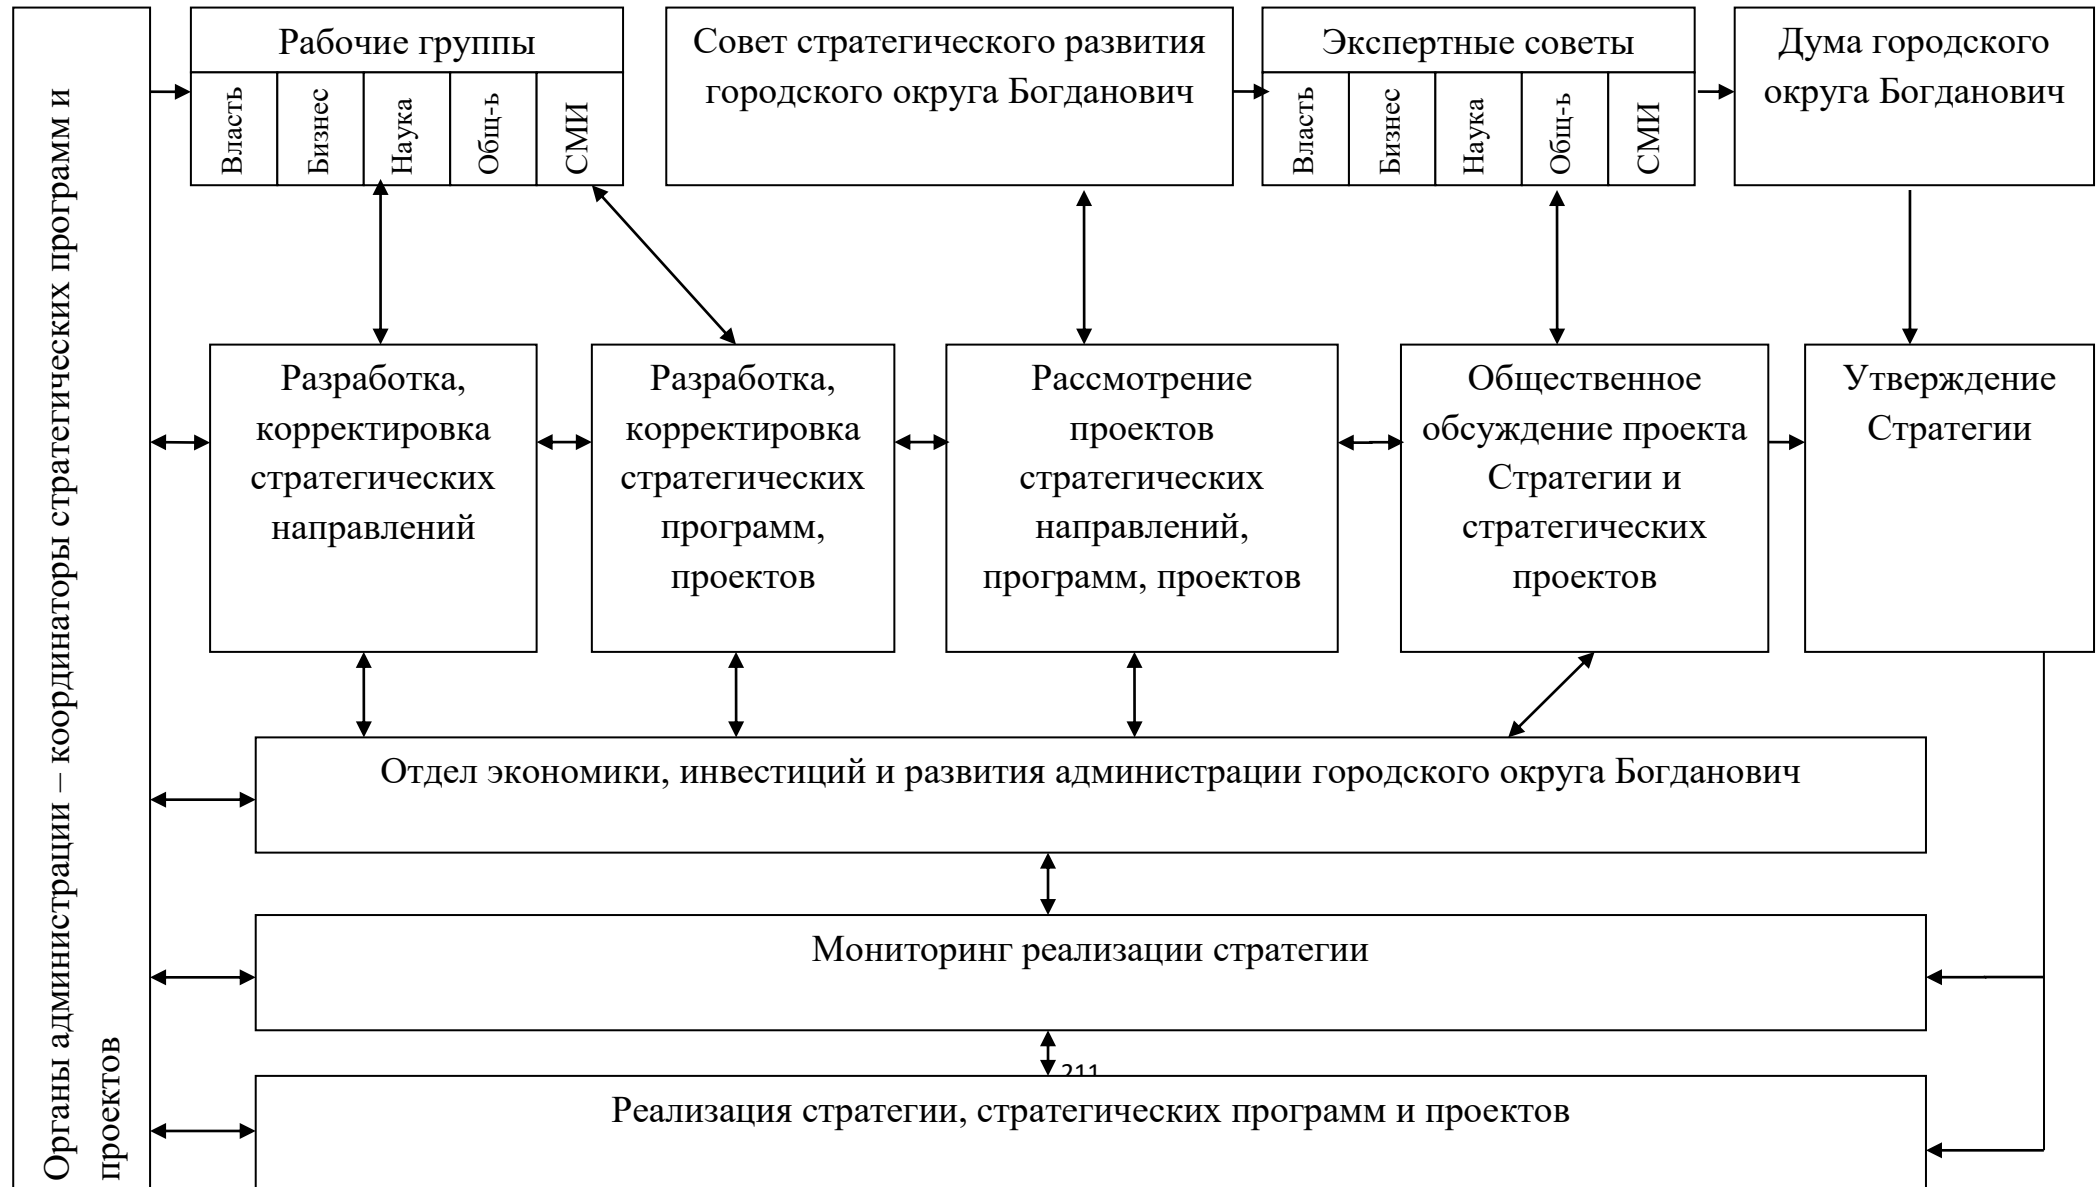 Органы администрации – координаторы стратегических программ и
проектов
Рабочие группы
Власть
Бизнес
Наука
Общ-ь
СМИ
Совет стратегического развития
городского округа Богданович
Экспертные советы
Власть
Бизнес
Наука
Общ-ь
СМИ
Дума городского
округа Богданович
Разработка,
корректировка
стратегических
направлений
Разработка,
корректировка
стратегических
программ,
проектов
Рассмотрение
проектов
стратегических
направлений,
программ, проектов
Общественное
обсуждение проекта
Стратегии и
стратегических
проектов
Утверждение
Стратегии
Отдел экономики, инвестиций и развития администрации городского округа Богданович
Мониторинг реализации стратегии
211
Реализация стратегии, стратегических программ и проектов